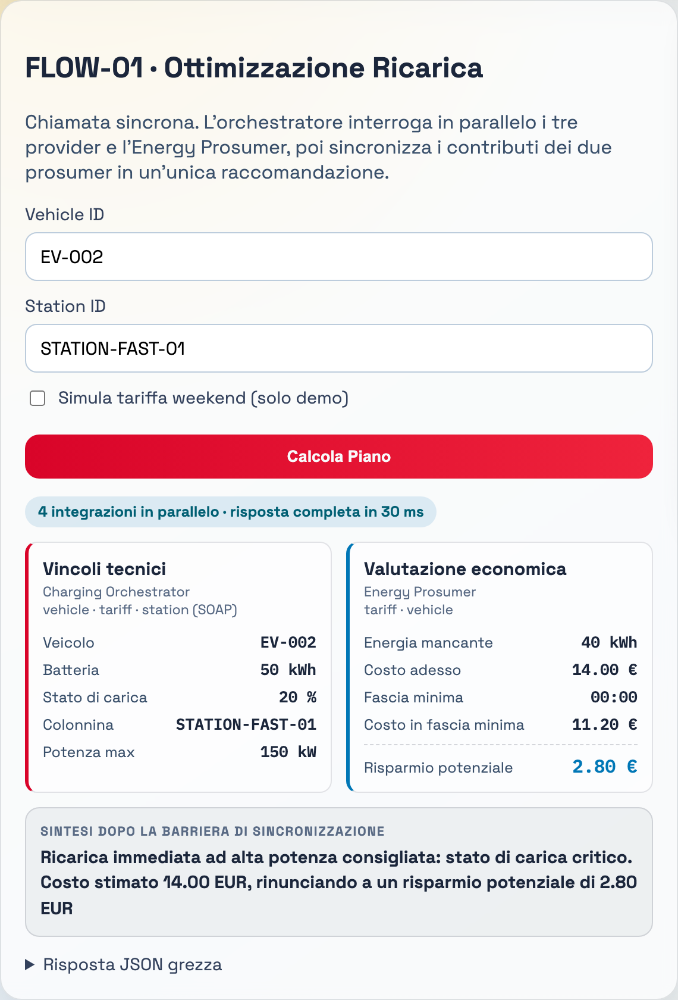 FLOW-01 · Ottimizzazione Ricarica
Chiamata sincrona. L’orchestratore interroga in parallelo i tre
provider e l’Energy Prosumer, poi sincronizza i contributi dei due
prosumer in un’unica raccomandazione.
Vehicle ID
EV-002
Station ID
STATION-FAST-01
Simula tariffa weekend (solo demo)
Calcola Piano
4 integrazioni in parallelo · risposta completa in 30 ms
Vincoli tecnici
Charging Orchestrator
vehicle · tariff · station (SOAP)
Veicolo EV-002
Batteria 50 kWh
Stato di carica 20 %
Colonnina STATION-FAST-01
Potenza max 150 kW
Valutazione economica
Energy Prosumer
tariff · vehicle
Energia mancante 40 kWh
Costo adesso 14.00 €
Fascia minima 00:00
Costo in fascia minima 11.20 €
Risparmio potenziale 2.80 €
SINTESI DOPO LA BARRIERA DI SINCRONIZZAZIONE
Ricarica immediata ad alta potenza consigliata: stato di carica critico.
Costo stimato 14.00 EUR, rinunciando a un risparmio potenziale di 2.80
EUR
Risposta JSON grezza